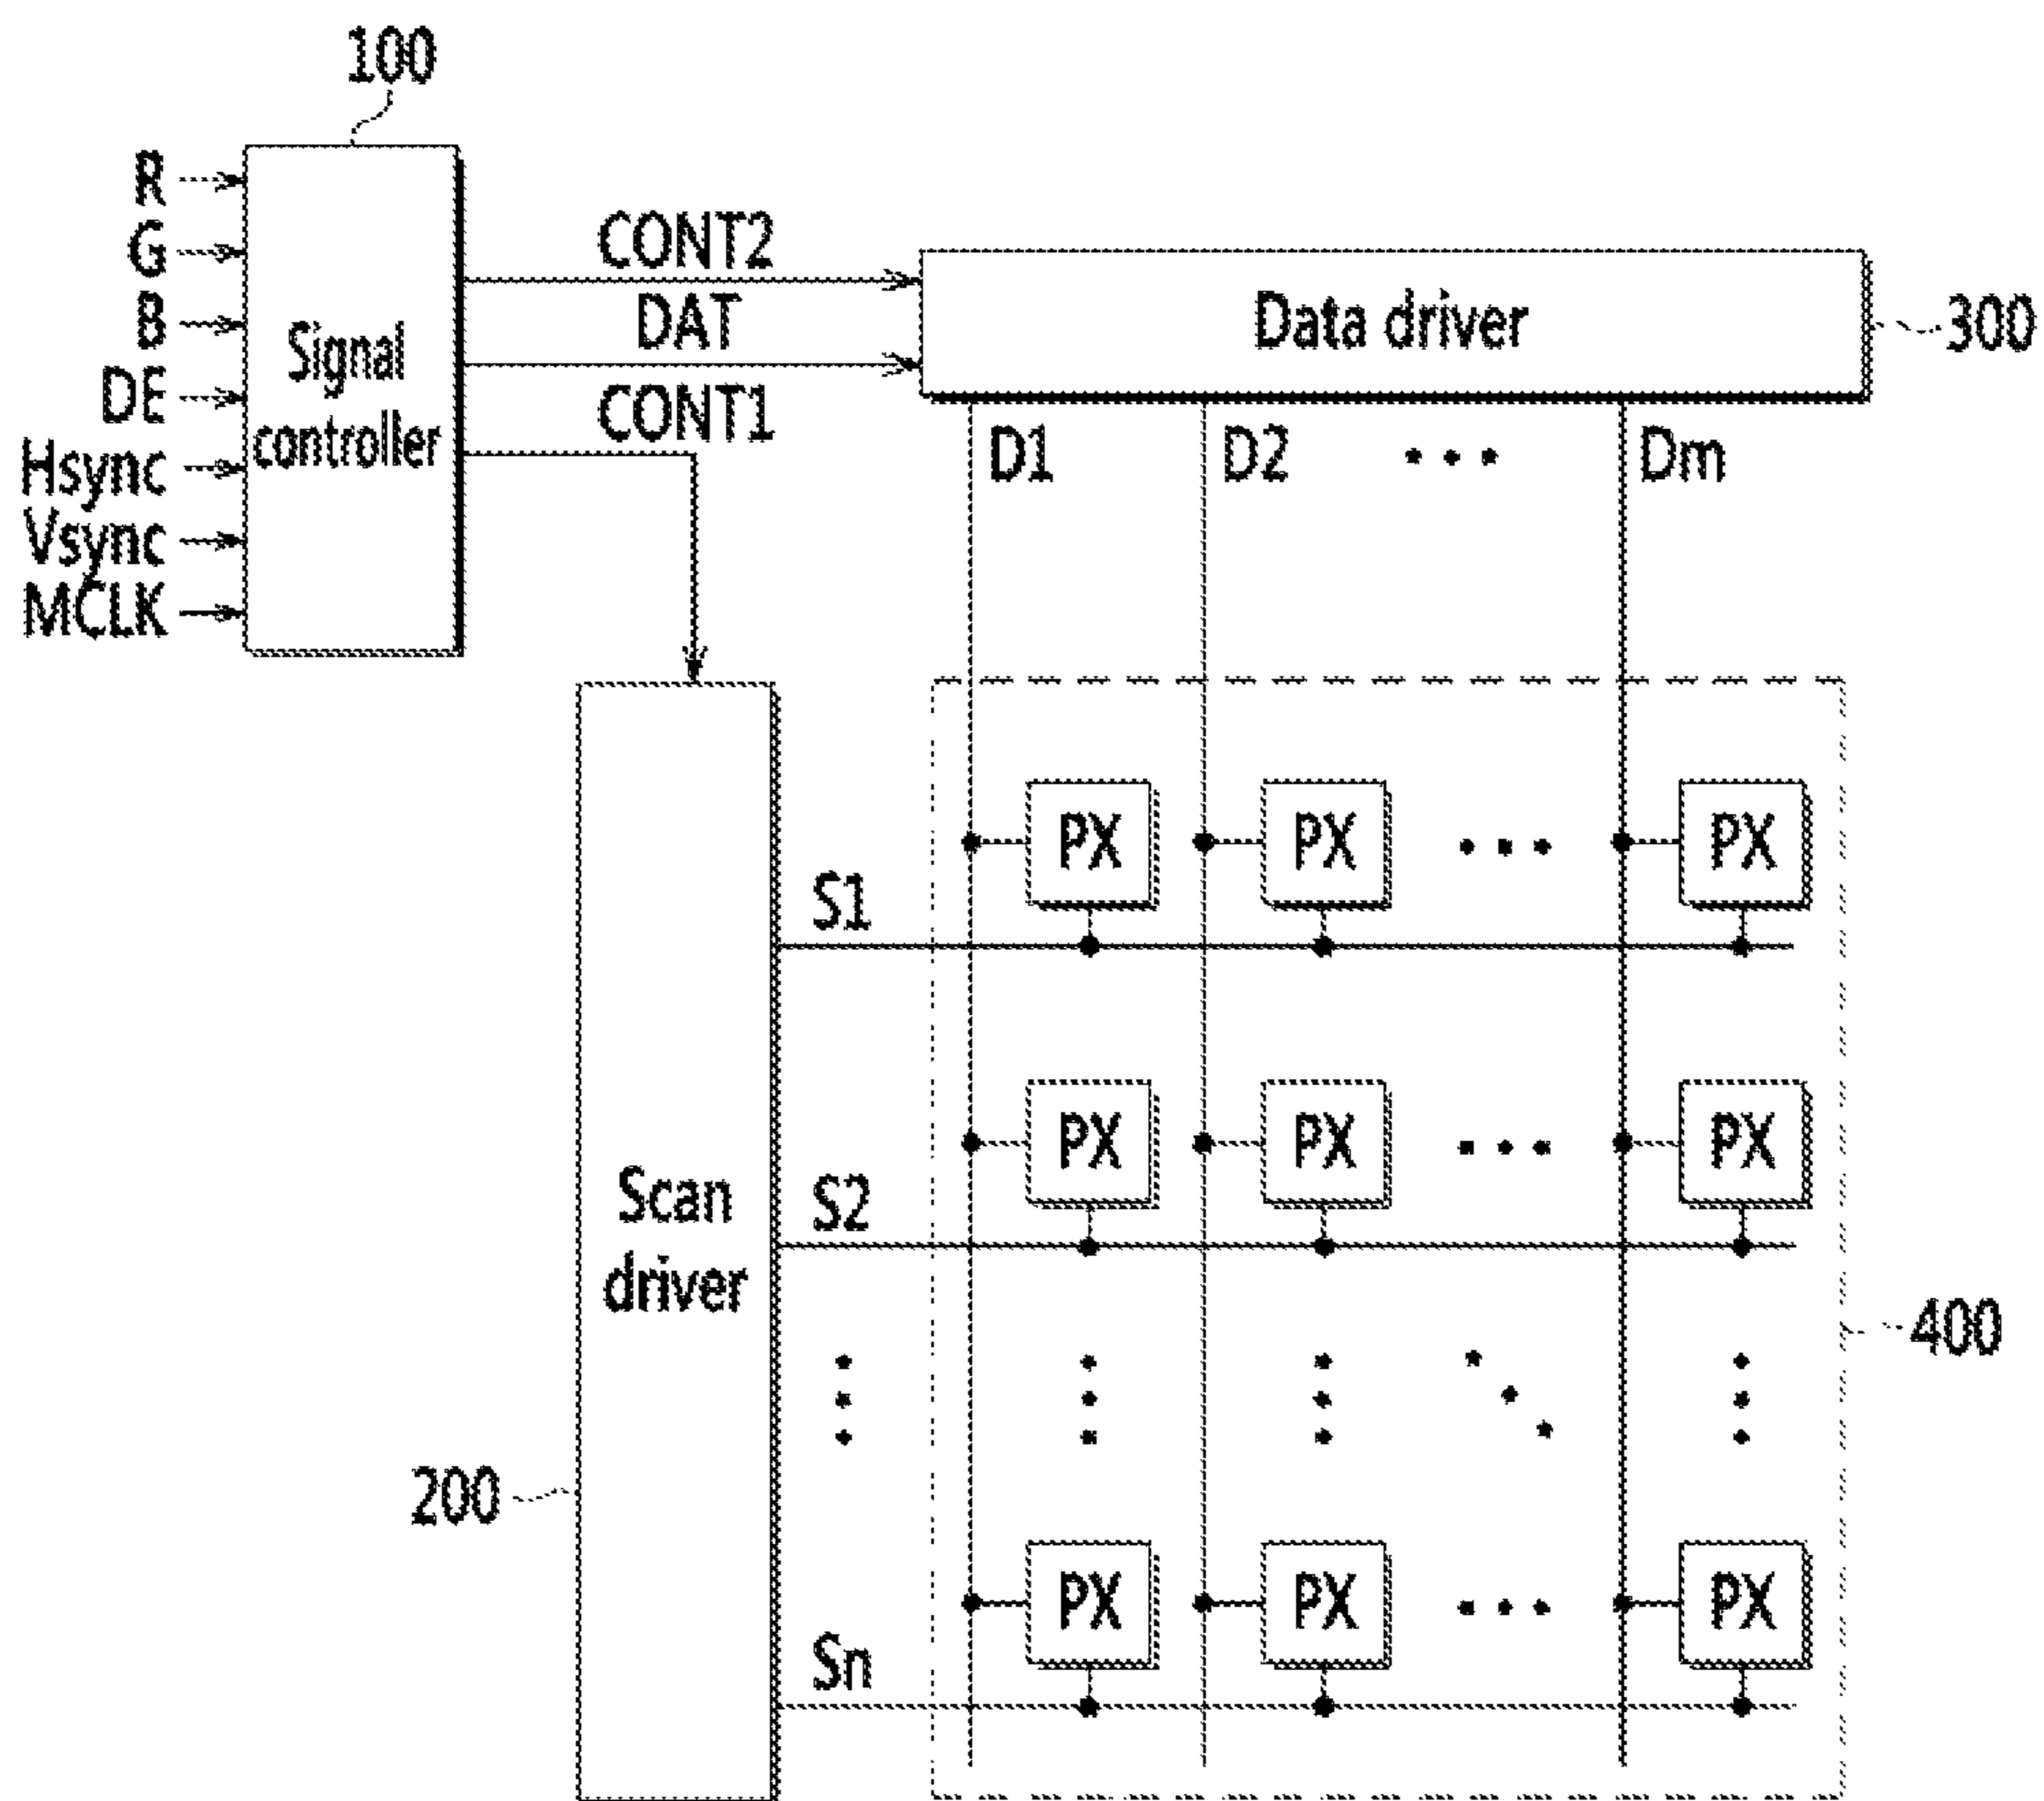 100
R
G
B
DE
Hsync
Vsync
MCLK
Signal
controller
CONT2
DAT
CONT1
Data driver
300
D1 D2 Dm
PX PX PX
S1
PX PX PX
S2
Scan
driver
400
200
PX PX PX
Sn